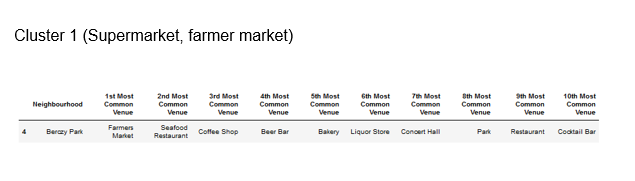 Cluster 1 (Supermarket, farmer market)
Neighbourhood 1st Most Common Venue 2nd Most Common Venue 3rd Most Common Venue 4th Most Common Venue 5th Most Common Venue 6th Most Common Venue 7th Most Common Venue 8th Most Common Venue 9th Most Common Venue 10th Most Common Venue
4 Berczy Park Farmers Market Seafood Restaurant Coffee Shop Beer Bar Bakery Liquor Store Concert Hall Park Restaurant Cocktail Bar